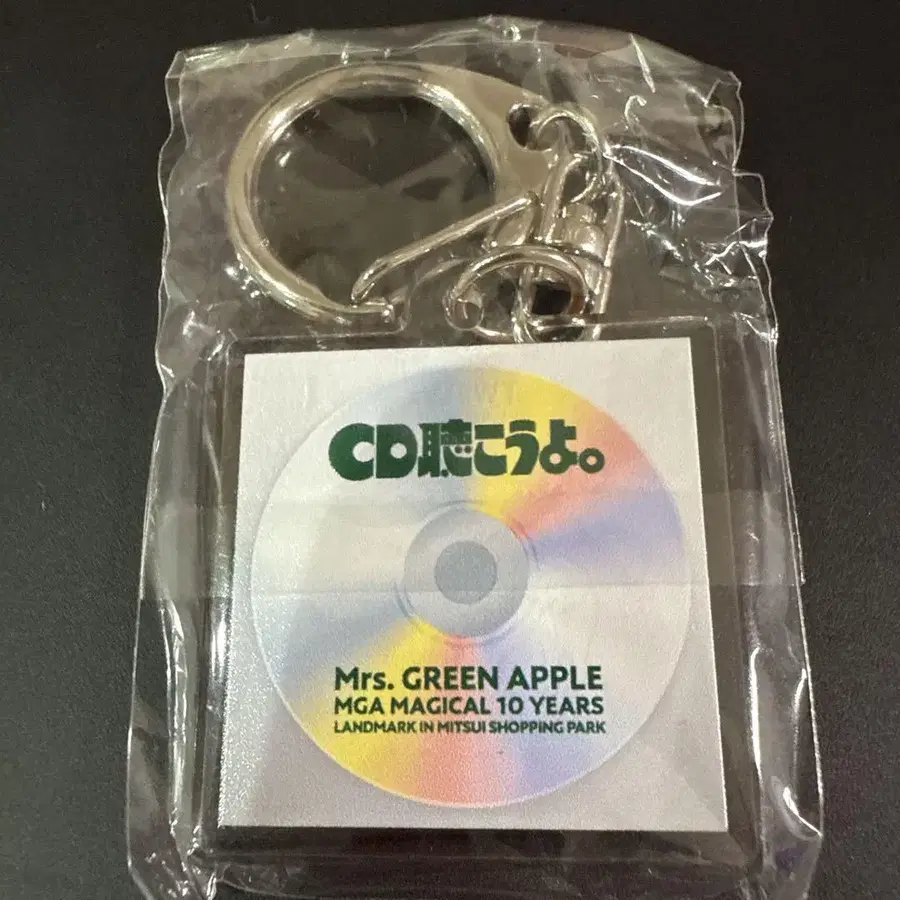 CD聴こうよ。
Mrs. GREEN APPLE
MGA MAGICAL 10 YEARS
LANDMARK IN MITSUI SHOPPING PARK